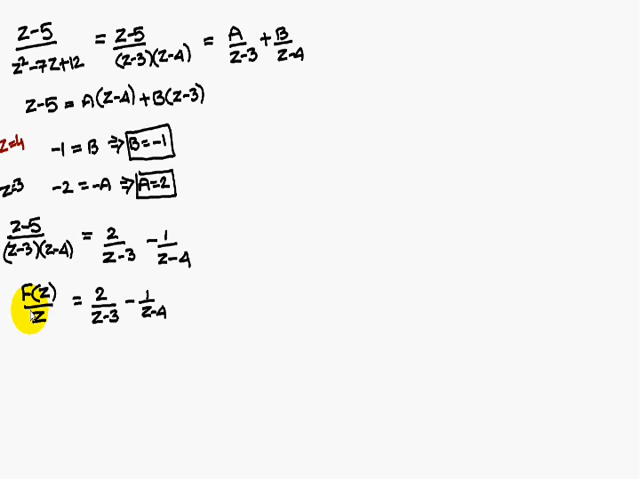 z-5/z²-7z+12 = z-5/(z-3)(z-4) = A/z-3 + B/z-4
z-5 = A(z-4) + B(z-3)
z=4 -1 = B ⇒ B=-1
z=3 -2 = -A ⇒ A=2
z-5/(z-3)(z-4) = 2/z-3 - 1/z-4
F(z)/z = 2/z-3 - 1/z-4